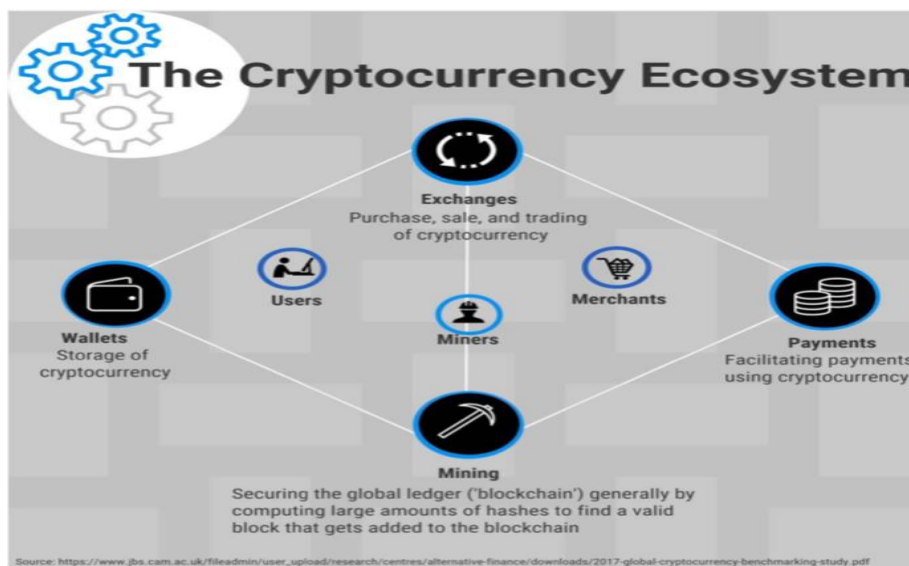 The Cryptocurrency Ecosystem
Exchanges
Purchase, sale, and trading
of cryptocurrency
Users
Merchants
Wallets
Storage of
cryptocurrency
Miners
Payments
Facilitating payments
using cryptocurrency
Mining
Securing the global ledger ('blockchain') generally by
computing large amounts of hashes to find a valid
block that gets added to the blockchain
Source: https://www.jbs.cam.ac.uk/fileadmin/user_upload/research/centres/alternative-finance/downloads/2017-global-cryptocurrency-benchmarking-study.pdf